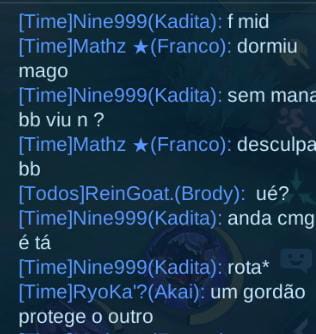 [Time]Nine999(Kadita): f mid
[Time]Mathz ★(Franco): dormiu
mago
[Time]Nine999(Kadita): sem mana
bb viu n ?
[Time]Mathz ★(Franco): desculpa
bb
[Todos]ReinGoat.(Brody): ué?
[Time]Nine999(Kadita): anda cmg
é tá
[Time]Nine999(Kadita): rota*
[Time]RyoKa'?(Akai): um gordão
protege o outro